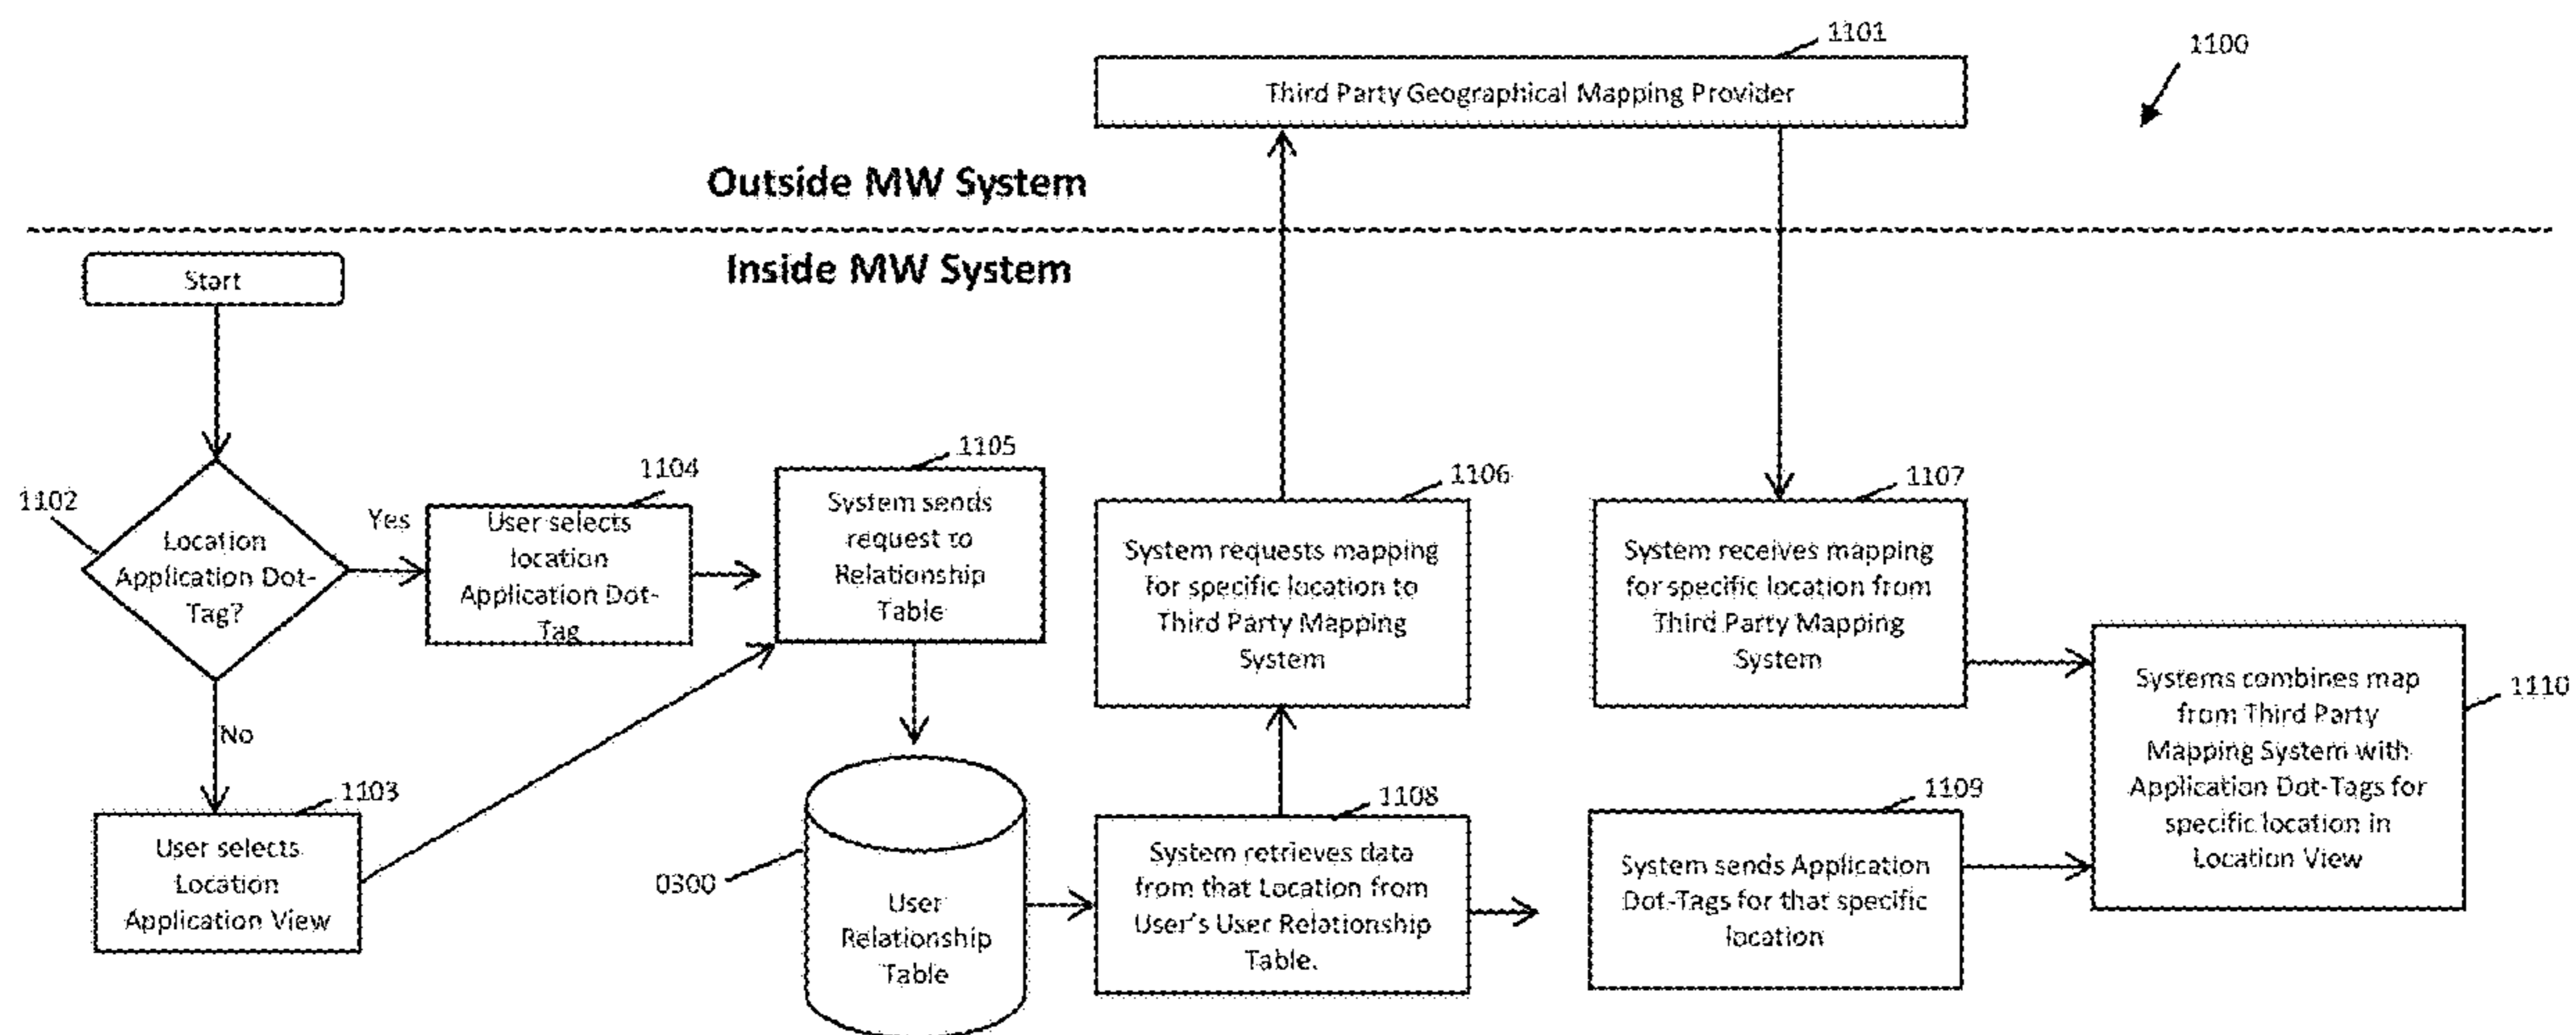 1101
1100
Third Party Geographical Mapping Provider
Outside MW System
Inside MW System
Start
1102
Location
Application Dot-
Tag?
Yes
No
1104
User selects
location
Application Dot-
Tag
1103
User selects
Location
Application View
1105
System sends
request to
Relationship
Table
0300
User
Relationship
Table
1106
System requests mapping
for specific location to
Third Party Mapping
System
1108
System retrieves data
from that Location from
User's User Relationship
Table.
1107
System receives mapping
for specific location from
Third Party Mapping
System
1109
System sends Application
Dot-Tags for that specific
location
1110
Systems combines map
from Third Party
Mapping System with
Application Dot-Tags for
specific location in
Location View